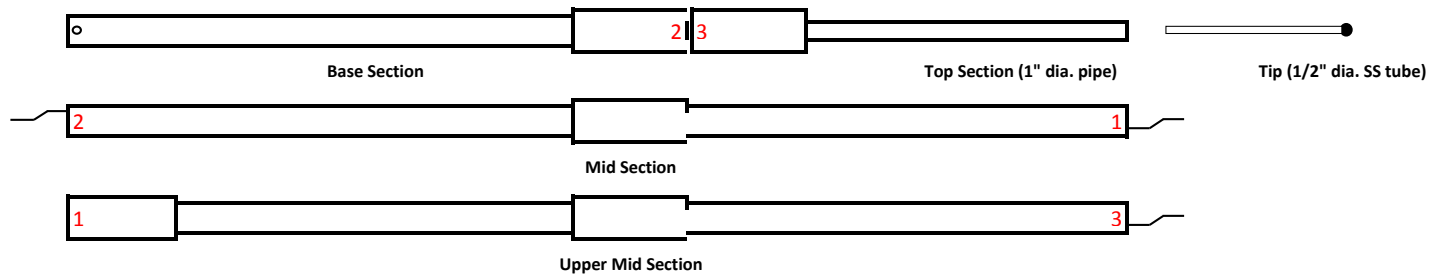 2 3
Base Section
Top Section (1" dia. pipe)
Tip (1/2" dia. SS tube)
2 1
Mid Section
1 3
Upper Mid Section